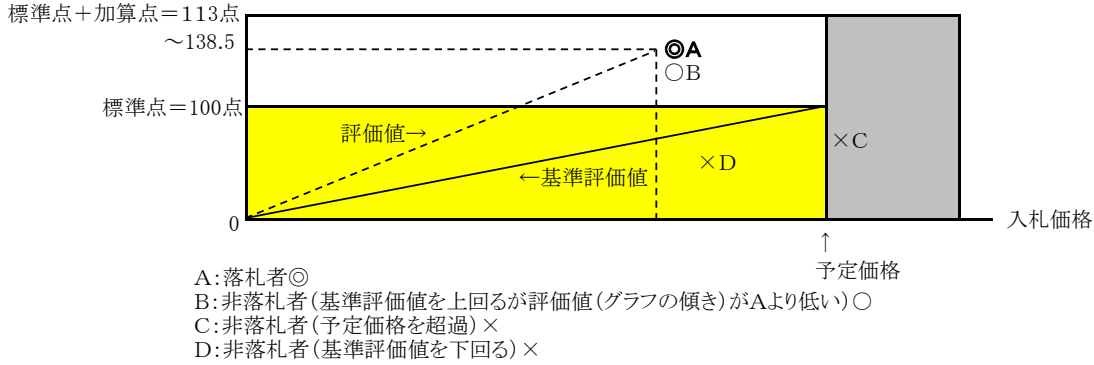 標準点＋加算点＝113点
～138.5
◎A
○B
標準点＝100点
評価値→
×C
×D
←基準評価値
0
入札価格
↑
予定価格
A：落札者◎
B：非落札者（基準評価値を上回るが評価値（グラフの傾き）がAより低い）○
C：非落札者（予定価格を超過）×
D：非落札者（基準評価値を下回る）×